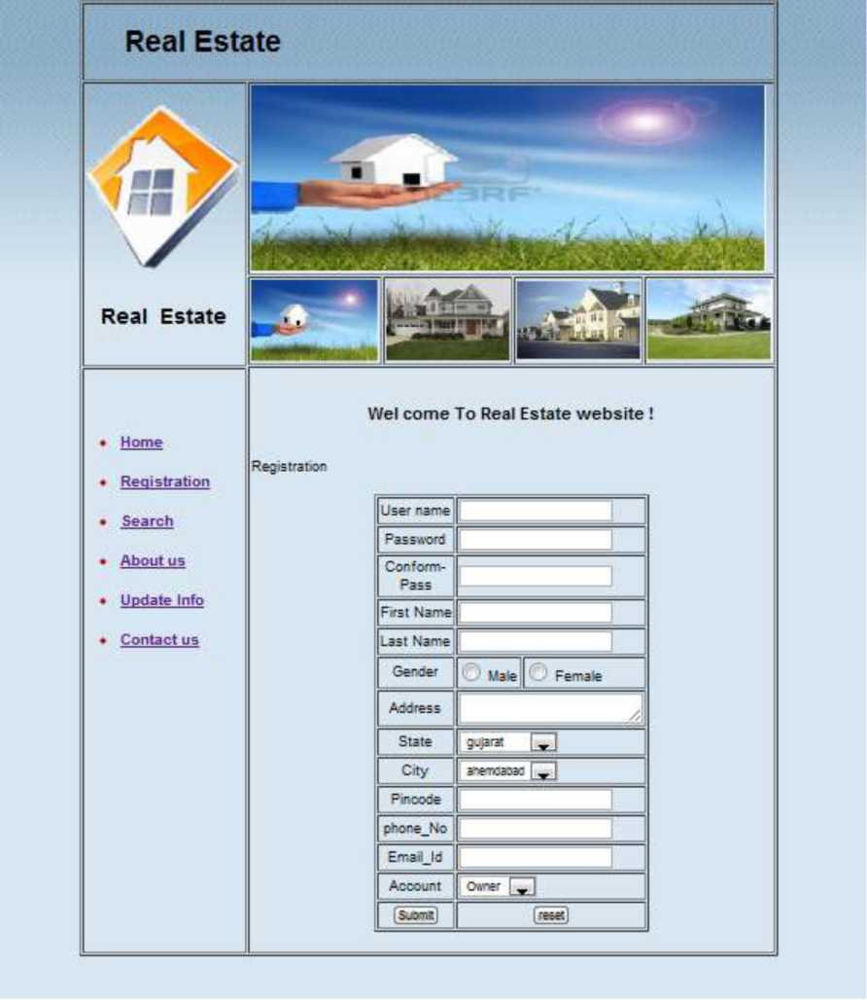 Real Estate
123RF
Real Estate
Wel come To Real Estate website !
Home
Registration
Search
About us
Update Info
Contact us
Registration
User name
Password
Conform-
Pass
First Name
Last Name
Gender Male Female
Address
State gujarat
City ahemdabad
Pincode
phone_No
Email_Id
Account Owner
Submit reset